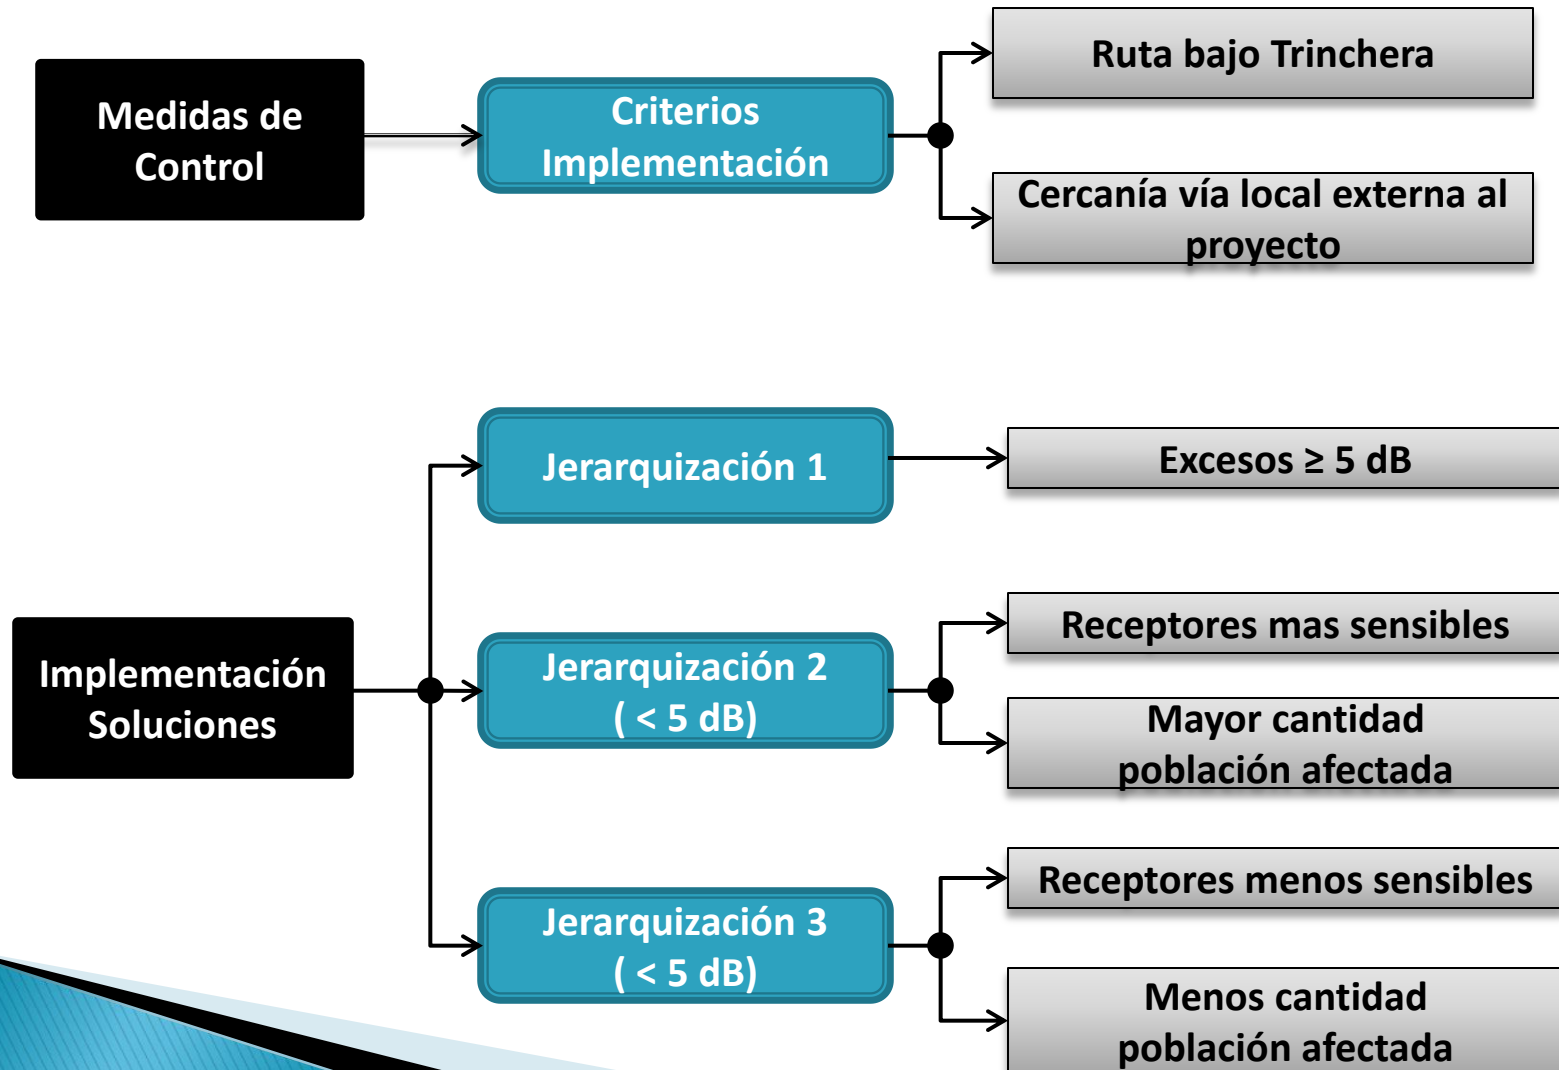 Medidas de
Control
Criterios
Implementación
Ruta bajo Trinchera
Cercanía vía local externa al
proyecto
Implementación
Soluciones
Jerarquización 1
Excesos ≥ 5 dB
Jerarquización 2
( < 5 dB)
Receptores mas sensibles
Mayor cantidad
población afectada
Jerarquización 3
( < 5 dB)
Receptores menos sensibles
Menos cantidad
población afectada